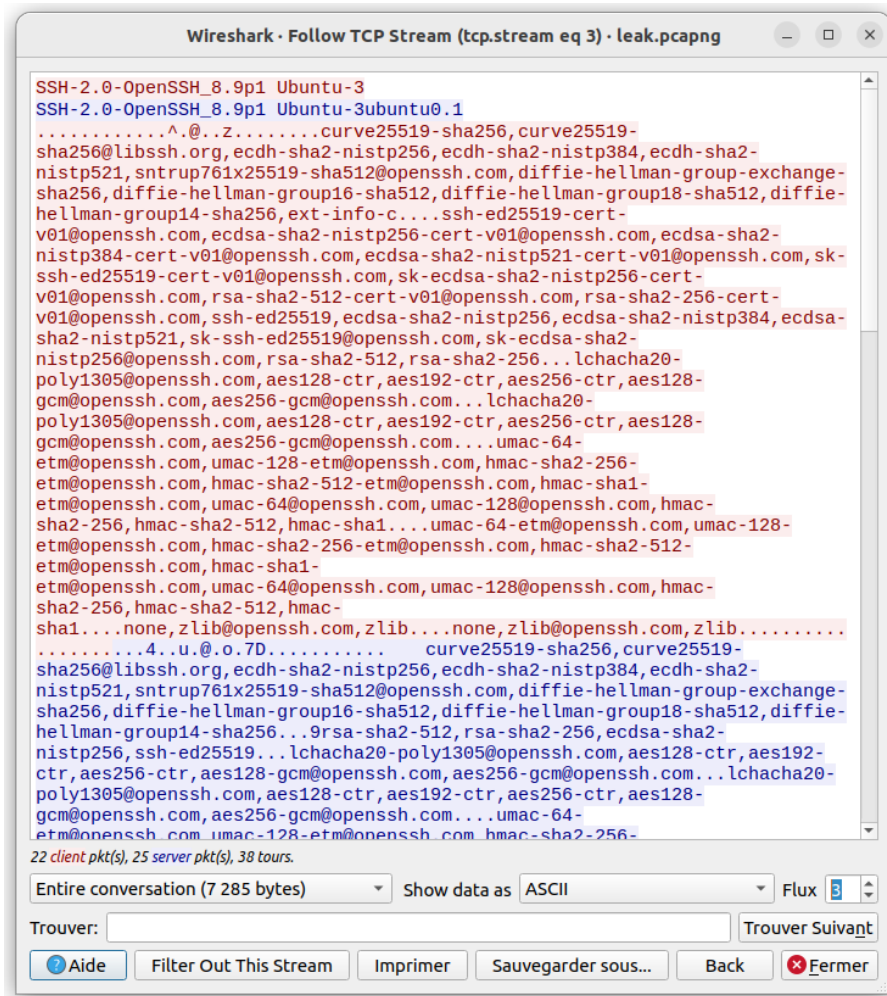 Wireshark · Follow TCP Stream (tcp.stream eq 3) · leak.pcapng
SSH-2.0-OpenSSH_8.9p1 Ubuntu-3
SSH-2.0-OpenSSH_8.9p1 Ubuntu-3ubuntu0.1
............^.@..z........curve25519-sha256,curve25519-
sha256@libssh.org,ecdh-sha2-nistp256,ecdh-sha2-nistp384,ecdh-sha2-
nistp521,sntrup761x25519-sha512@openssh.com,diffie-hellman-group-exchange-
sha256,diffie-hellman-group16-sha512,diffie-hellman-group18-sha512,diffie-
hellman-group14-sha256,ext-info-c....ssh-ed25519-cert-
v01@openssh.com,ecdsa-sha2-nistp256-cert-v01@openssh.com,ecdsa-sha2-
nistp384-cert-v01@openssh.com,ecdsa-sha2-nistp521-cert-v01@openssh.com,sk-
ssh-ed25519-cert-v01@openssh.com,sk-ecdsa-sha2-nistp256-cert-
v01@openssh.com,rsa-sha2-512-cert-v01@openssh.com,rsa-sha2-256-cert-
v01@openssh.com,ssh-ed25519,ecdsa-sha2-nistp256,ecdsa-sha2-nistp384,ecdsa-
sha2-nistp521,sk-ssh-ed25519@openssh.com,sk-ecdsa-sha2-
nistp256@openssh.com,rsa-sha2-512,rsa-sha2-256...lchacha20-
poly1305@openssh.com,aes128-ctr,aes192-ctr,aes256-ctr,aes128-
gcm@openssh.com,aes256-gcm@openssh.com...lchacha20-
poly1305@openssh.com,aes128-ctr,aes192-ctr,aes256-ctr,aes128-
gcm@openssh.com,aes256-gcm@openssh.com....umac-64-
etm@openssh.com,umac-128-etm@openssh.com,hmac-sha2-256-
etm@openssh.com,hmac-sha2-512-etm@openssh.com,hmac-sha1-
etm@openssh.com,umac-64@openssh.com,umac-128@openssh.com,hmac-
sha2-256,hmac-sha2-512,hmac-sha1....umac-64-etm@openssh.com,umac-128-
etm@openssh.com,hmac-sha2-256-etm@openssh.com,hmac-sha2-512-
etm@openssh.com,hmac-sha1-
etm@openssh.com,umac-64@openssh.com,umac-128@openssh.com,hmac-
sha2-256,hmac-sha2-512,hmac-
sha1....none,zlib@openssh.com,zlib....none,zlib@openssh.com,zlib..........
..........4..u.@.o.7D........... curve25519-sha256,curve25519-
sha256@libssh.org,ecdh-sha2-nistp256,ecdh-sha2-nistp384,ecdh-sha2-
nistp521,sntrup761x25519-sha512@openssh.com,diffie-hellman-group-exchange-
sha256,diffie-hellman-group16-sha512,diffie-hellman-group18-sha512,diffie-
hellman-group14-sha256...9rsa-sha2-512,rsa-sha2-256,ecdsa-sha2-
nistp256,ssh-ed25519...lchacha20-poly1305@openssh.com,aes128-ctr,aes192-
ctr,aes256-ctr,aes128-gcm@openssh.com,aes256-gcm@openssh.com...lchacha20-
poly1305@openssh.com,aes128-ctr,aes192-ctr,aes256-ctr,aes128-
gcm@openssh.com,aes256-gcm@openssh.com....umac-64-
etm@openssh.com,umac-128-etm@openssh.com,hmac-sha2-256-
22 client pkt(s), 25 server pkt(s), 38 tours.
Entire conversation (7 285 bytes) Show data as ASCII Flux 3
Trouver: Trouver Suivant
Aide Filter Out This Stream Imprimer Sauvegarder sous... Back Fermer